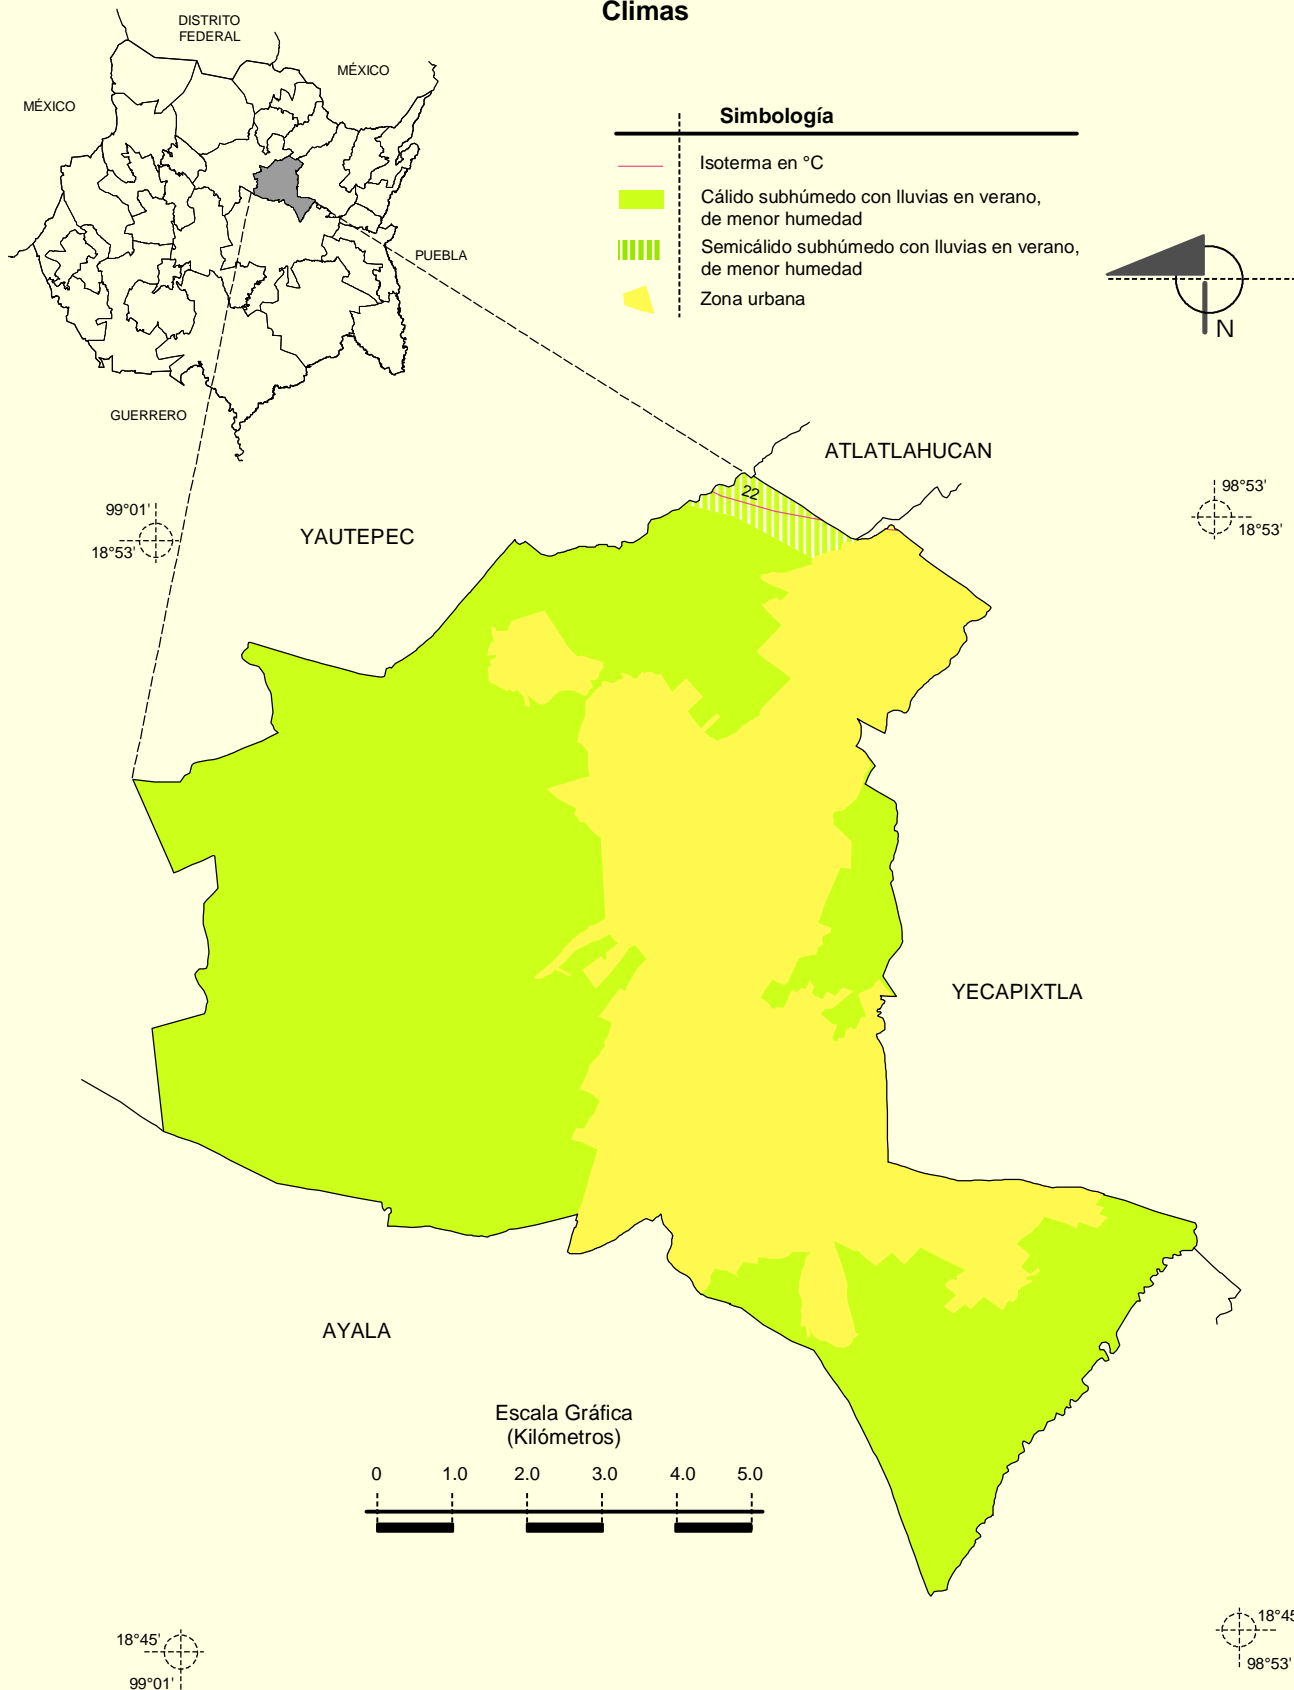 Climas
DISTRITO
FEDERAL
MÉXICO
MÉXICO
PUEBLA
GUERRERO
Simbología
Isoterma en °C
Cálido subhúmedo con lluvias en verano,
de menor humedad
Semicálido subhúmedo con lluvias en verano,
de menor humedad
Zona urbana
N
ATLATLAHUCAN
22
98°53'
18°53'
99°01'
18°53'
YAUTEPEC
YECAPIXTLA
AYALA
Escala Gráfica
(Kilómetros)
0 1.0 2.0 3.0 4.0 5.0
18°45'
99°01'
18°45
98°53'